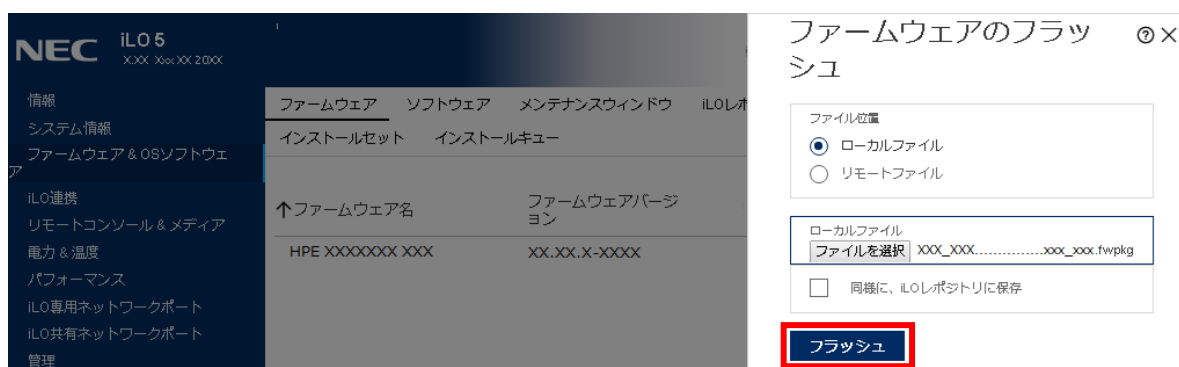 NEC iLO 5
X.XX Xxx XX 20XX
情報
システム情報
ファームウェア & OSソフトウェ
ア
iLO連携
リモートコンソール & メディア
電力 & 温度
パフォーマンス
iLO専用ネットワークポート
iLO共有ネットワークポート
管理
ファームウェア ソフトウェア メンテナンスウィンドウ iLOレポ
インストールセット インストールキュー
↑ファームウェア名 ファームウェアバージ
ョン
HPE XXXXXXX XXX XX.XX.X-XXXX
ファームウェアのフラッ
シュ
ファイル位置
ローカルファイル
リモートファイル
ローカルファイル
ファイルを選択 XXX_XXX.................xxx_xxx.fwpkg
同様に、iLOレポジトリに保存
フラッシュ